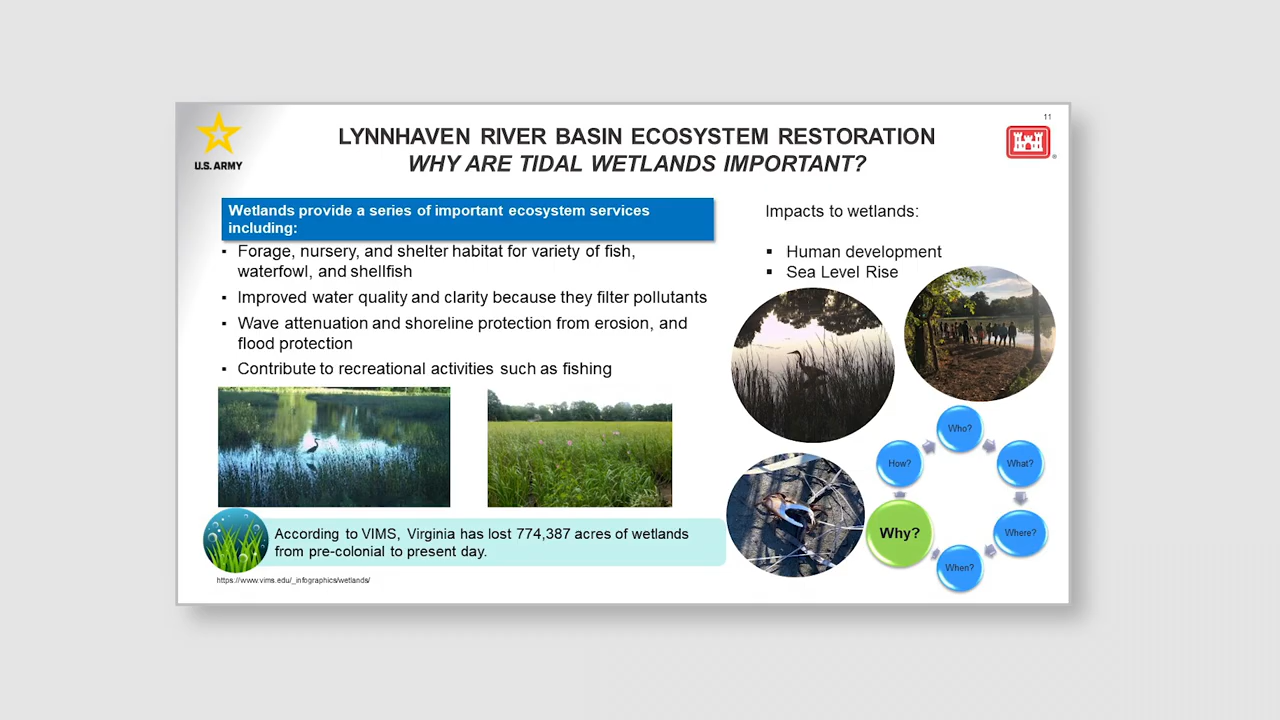 11
U.S. ARMY
LYNNHAVEN RIVER BASIN ECOSYSTEM RESTORATION
WHY ARE TIDAL WETLANDS IMPORTANT?
Wetlands provide a series of important ecosystem services
including:
▪ Forage, nursery, and shelter habitat for variety of fish,
waterfowl, and shellfish
▪ Improved water quality and clarity because they filter pollutants
▪ Wave attenuation and shoreline protection from erosion, and
flood protection
▪ Contribute to recreational activities such as fishing
According to VIMS, Virginia has lost 774,387 acres of wetlands
from pre-colonial to present day.
https://www.vims.edu/_infographics/wetlands/
Impacts to wetlands:
▪ Human development
▪ Sea Level Rise
Who?
What?
Where?
When?
Why?
How?